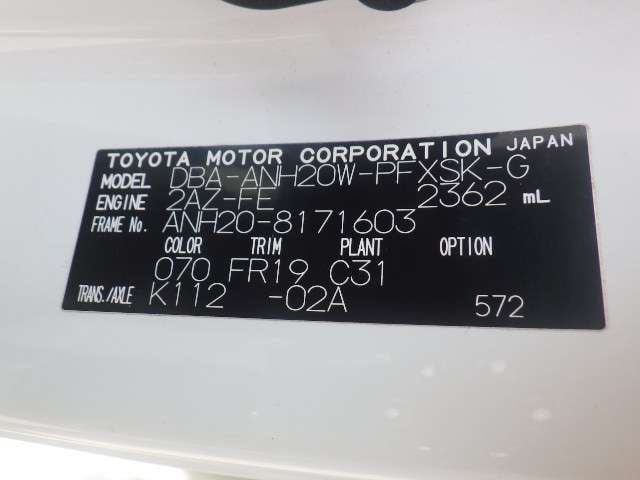 TOYOTA MOTOR CORPORATION JAPAN
MODEL DBA-ANH20W-PFXSK-G
ENGINE 2AZ-FE 2362 mL
FRAME No. ANH20-8171603
COLOR TRIM PLANT OPTION
070 FR19 C31
TRANS./AXLE K112 -02A 572